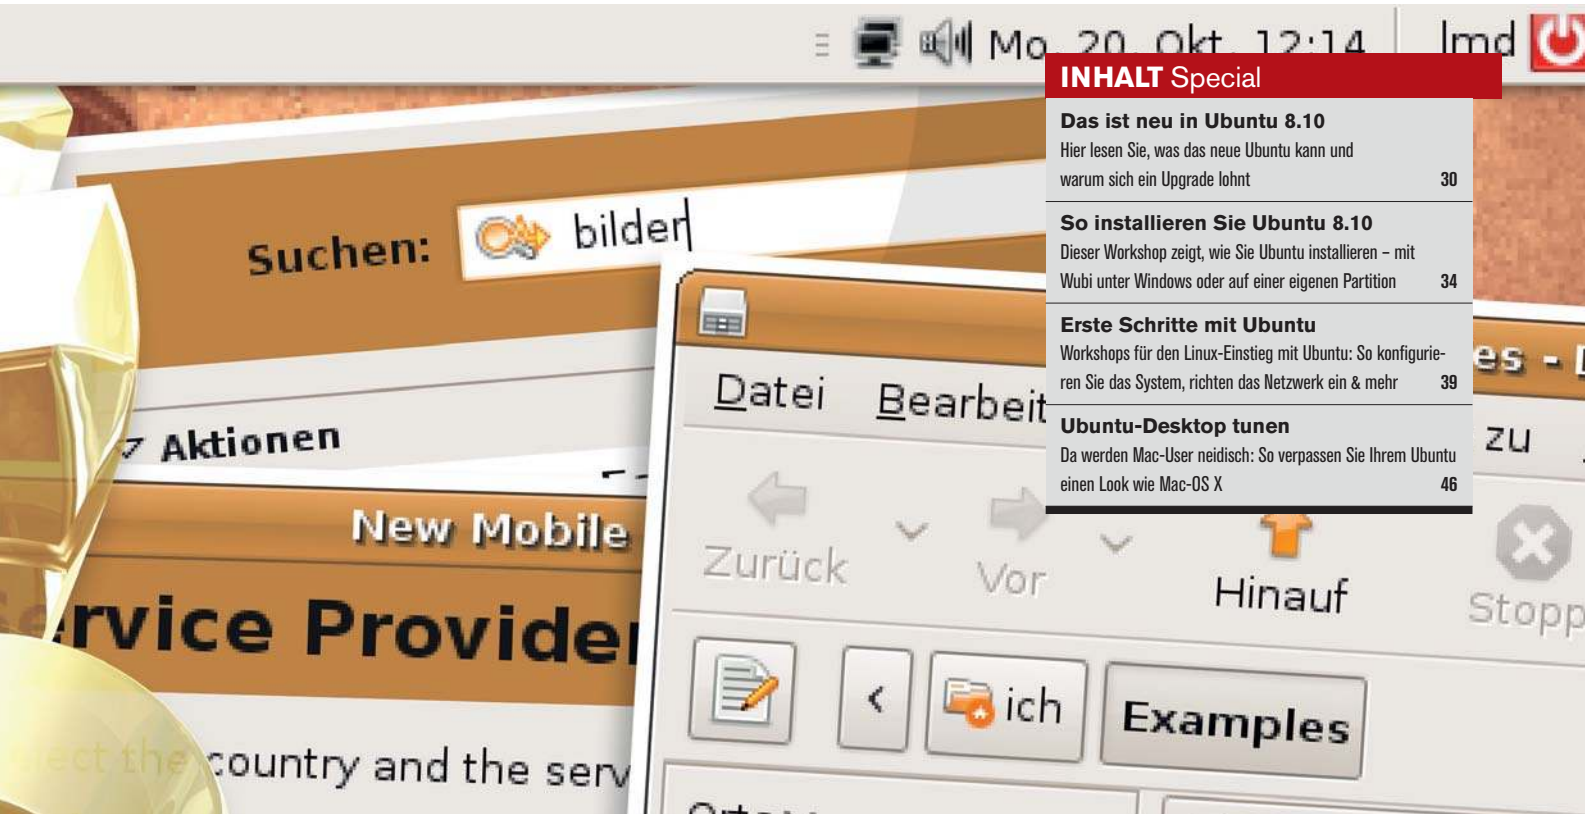 Mo. 20. Okt. 12:14
lmd
INHALT Special
Das ist neu in Ubuntu 8.10
Hier lesen Sie, was das neue Ubuntu kann und
warum sich ein Upgrade lohnt 30
So installieren Sie Ubuntu 8.10
Dieser Workshop zeigt, wie Sie Ubuntu installieren – mit
Wubi unter Windows oder auf einer eigenen Partition 34
Erste Schritte mit Ubuntu
Workshops für den Linux-Einstieg mit Ubuntu: So konfigurie-
ren Sie das System, richten das Netzwerk ein & mehr 39
Ubuntu-Desktop tunen
Da werden Mac-User neidisch: So verpassen Sie Ihrem Ubuntu
einen Look wie Mac-OS X 46
Suchen: bilder
Aktionen
New Mobile
ervice Provider
elect the country and the serv
es -
Datei Bearbeit
zu
Zurück Vor Hinauf Stopp
ich Examples